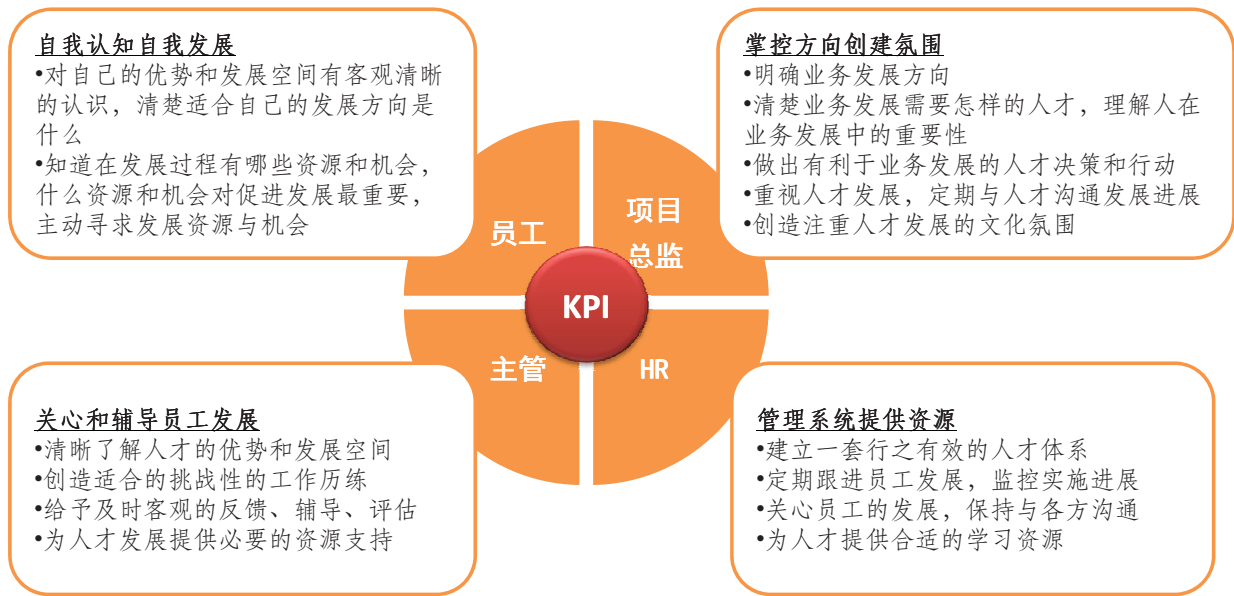 自我认知自我发展
•对自己的优势和发展空间有客观清晰
的认识，清楚适合自己的发展方向是
什么
•知道在发展过程有哪些资源和机会，
什么资源和机会对促进发展最重要，
主动寻求发展资源与机会
掌控方向创建氛围
•明确业务发展方向
•清楚业务发展需要怎样的人才，理解人在
业务发展中的重要性
•做出有利于业务发展的人才决策和行动
•重视人才发展，定期与人才沟通发展进展
•创造注重人才发展的文化氛围
员工
项目
总监
KPI
主管
HR
关心和辅导员工发展
•清晰了解人才的优势和发展空间
•创造适合的挑战性的工作历练
•给予及时客观的反馈、辅导、评估
•为人才发展提供必要的资源支持
管理系统提供资源
•建立一套行之有效的人才体系
•定期跟进员工发展，监控实施进展
•关心员工的发展，保持与各方沟通
•为人才提供合适的学习资源